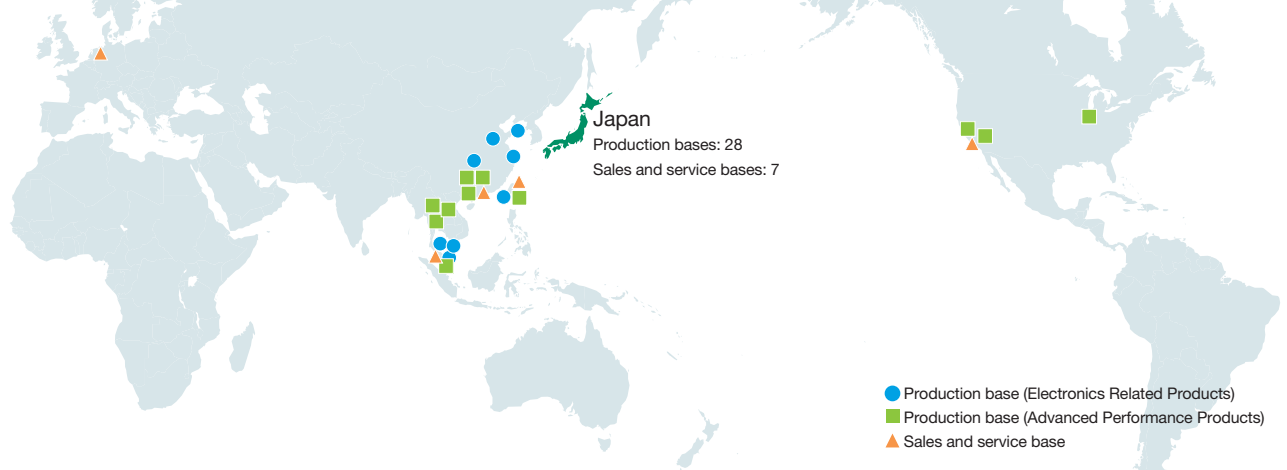 Japan
Production bases: 28
Sales and service bases: 7
Production base (Electronics Related Products)
Production base (Advanced Performance Products)
Sales and service base